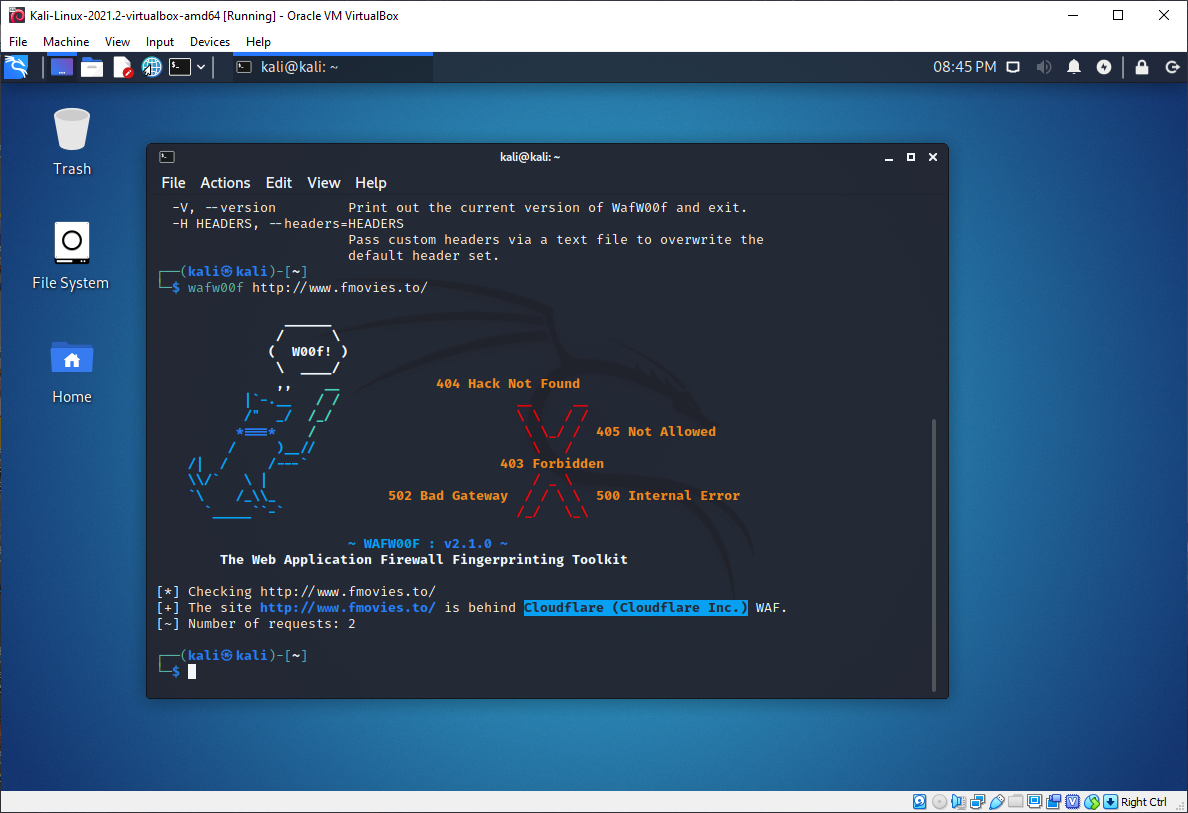 Kali-Linux-2021.2-virtualbox-amd64 [Running] - Oracle VM VirtualBox
File Machine View Input Devices Help
kali@kali: ~
08:45 PM
Trash
File System
Home
kali@kali: ~
File Actions Edit View Help
-V, --version Print out the current version of WafW00f and exit.
-H HEADERS, --headers=HEADERS
Pass custom headers via a text file to overwrite the
default header set.
┌──(kali㉿kali)-[~]
└─$ wafw00f http://www.fmovies.to/
( W00f! )
404 Hack Not Found
405 Not Allowed
403 Forbidden
502 Bad Gateway 500 Internal Error
~ WAFW00F : v2.1.0 ~
The Web Application Firewall Fingerprinting Toolkit
[*] Checking http://www.fmovies.to/
[+] The site http://www.fmovies.to/ is behind Cloudflare (Cloudflare Inc.) WAF.
[~] Number of requests: 2
┌──(kali㉿kali)-[~]
└─$
Right Ctrl